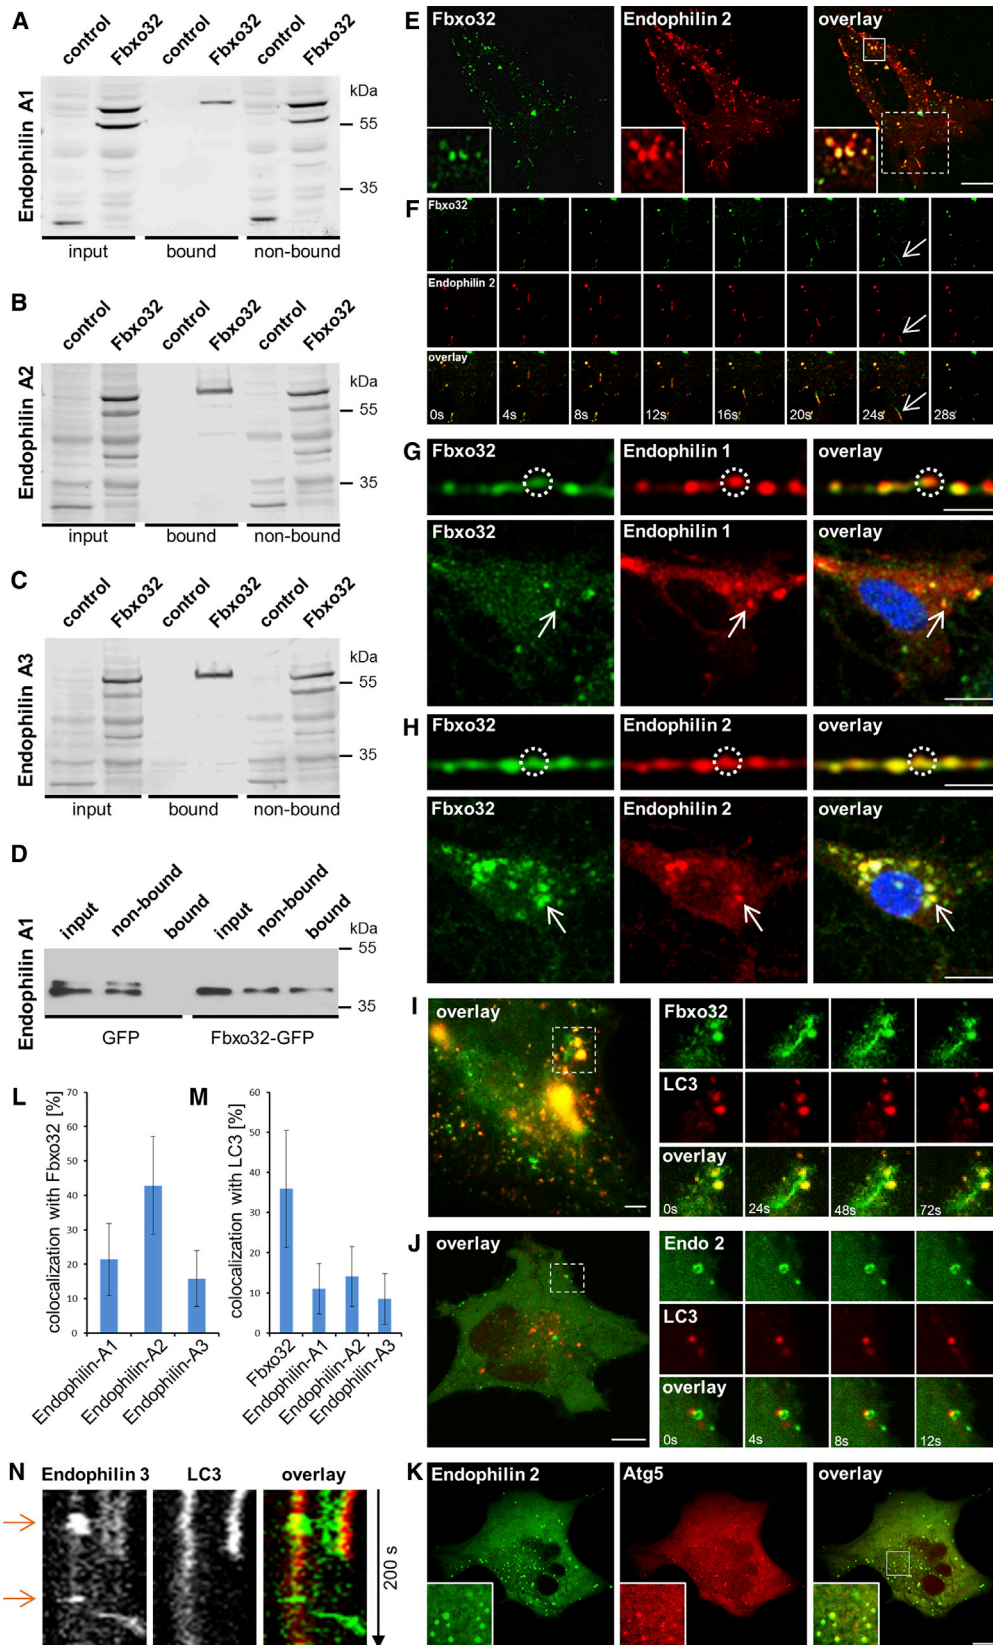 A
control Fbxo32 control Fbxo32 control Fbxo32
kDa
Endophilin A1
55
35
input bound non-bound
B
control Fbxo32 control Fbxo32 control Fbxo32
kDa
Endophilin A2
55
35
input bound non-bound
C
control Fbxo32 control Fbxo32 control Fbxo32
kDa
Endophilin A3
55
35
input bound non-bound
D
input non-bound bound input non-bound bound
kDa
Endophilin A1
55
35
GFP Fbxo32-GFP
E
Fbxo32 Endophilin 2 overlay
F
Fbxo32
Endophilin 2
overlay
0s 4s 8s 12s 16s 20s 24s 28s
G
Fbxo32 Endophilin 1 overlay
Fbxo32 Endophilin 1 overlay
H
Fbxo32 Endophilin 2 overlay
Fbxo32 Endophilin 2 overlay
I
overlay
Fbxo32
LC3
overlay
0s 24s 48s 72s
J
overlay
Endo 2
LC3
overlay
0s 4s 8s 12s
K
Endophilin 2 Atg5 overlay
L
colocalization with Fbxo32 [%]
70
60
50
40
30
20
10
0
Endophilin-A1 Endophilin-A2 Endophilin-A3
M
colocalization with LC3 [%]
60
50
40
30
20
10
0
Fbxo32 Endophilin-A1 Endophilin-A2 Endophilin-A3
N
Endophilin 3 LC3 overlay
200 s